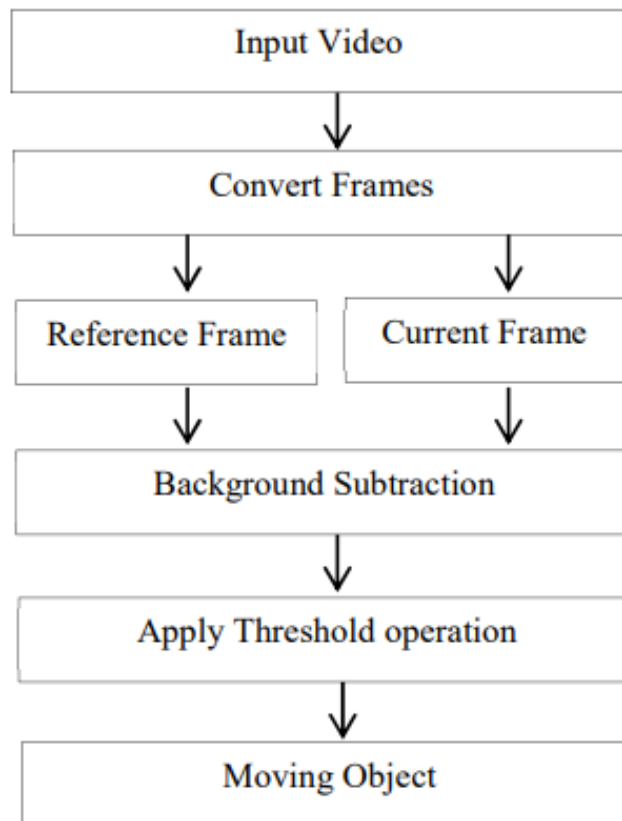 Input Video
Convert Frames
Reference Frame
Current Frame
Background Subtraction
Apply Threshold operation
Moving Object